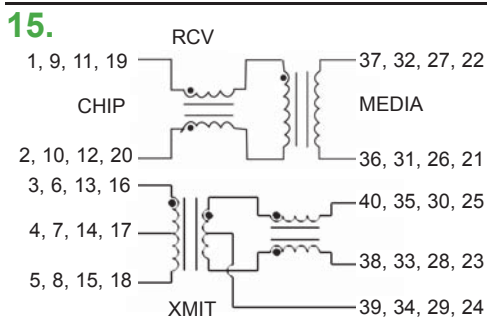 15.
RCV
1, 9, 11, 19
37, 32, 27, 22
CHIP
MEDIA
2, 10, 12, 20
36, 31, 26, 21
3, 6, 13, 16
40, 35, 30, 25
4, 7, 14, 17
38, 33, 28, 23
5, 8, 15, 18
XMIT
39, 34, 29, 24